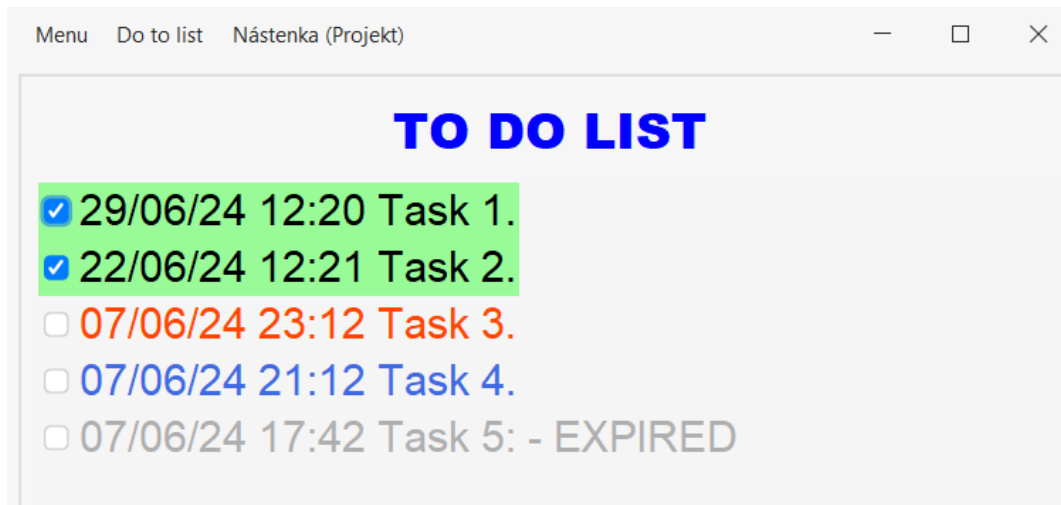 Menu Do to list Nástenka (Projekt)
TO DO LIST
29/06/24 12:20 Task 1.
22/06/24 12:21 Task 2.
07/06/24 23:12 Task 3.
07/06/24 21:12 Task 4.
07/06/24 17:42 Task 5: - EXPIRED